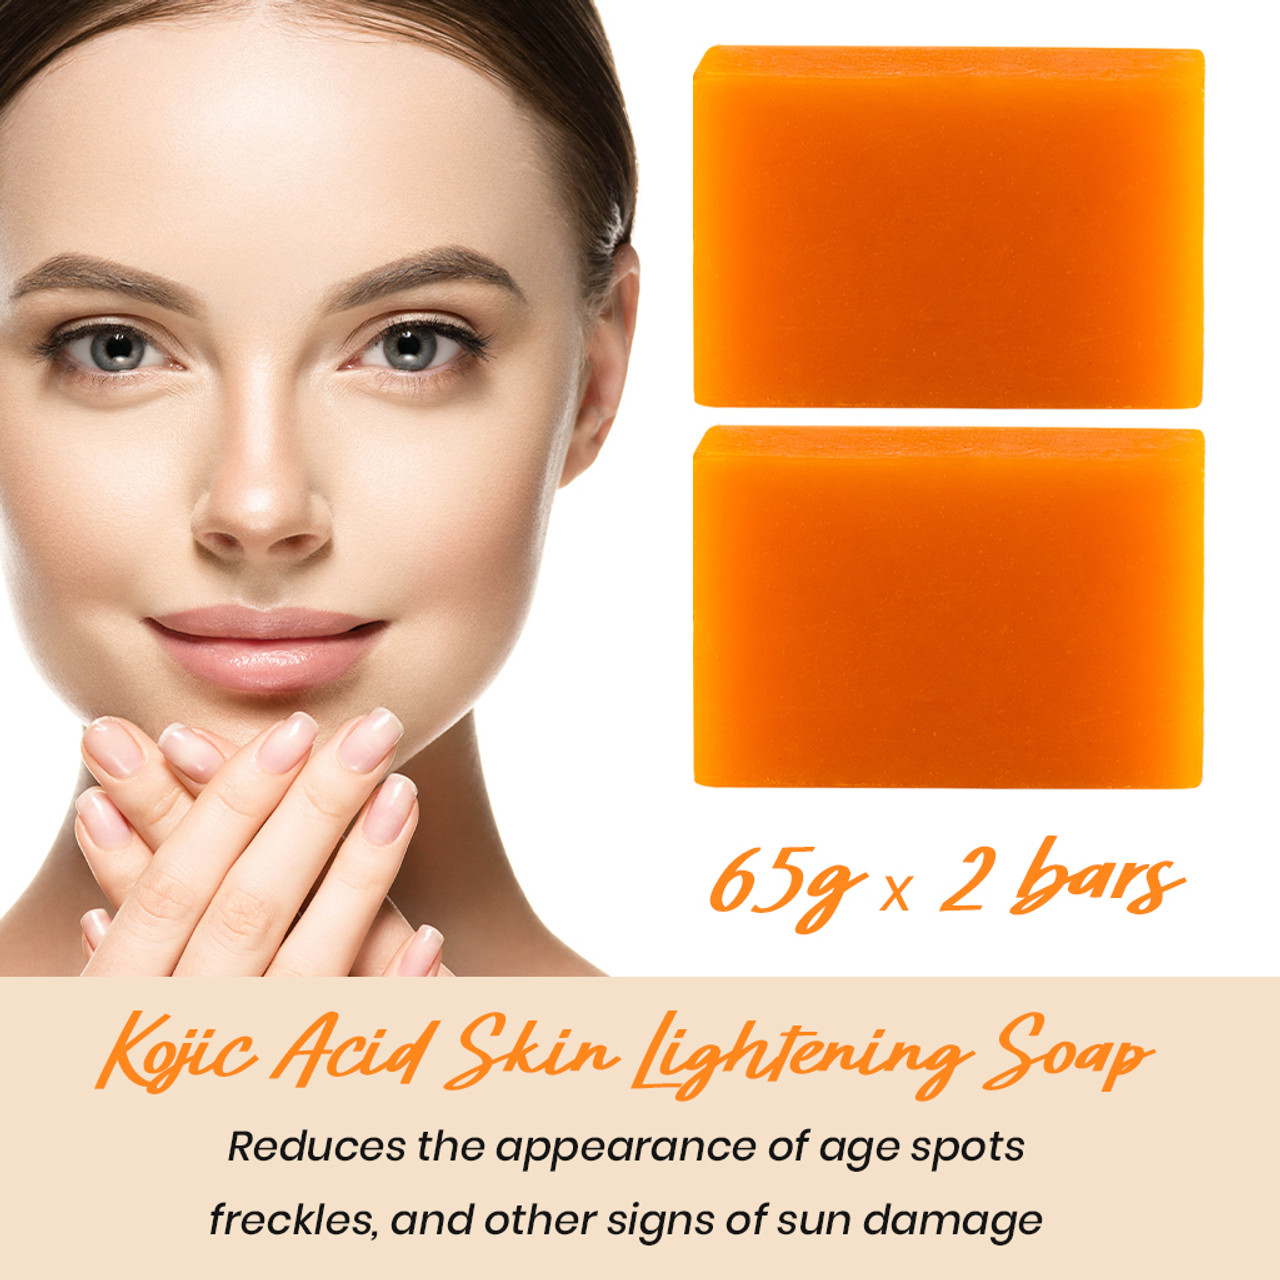 65g x 2 bars
Kojic Acid Skin Lightening Soap
Reduces the appearance of age spots
freckles, and other signs of sun damage